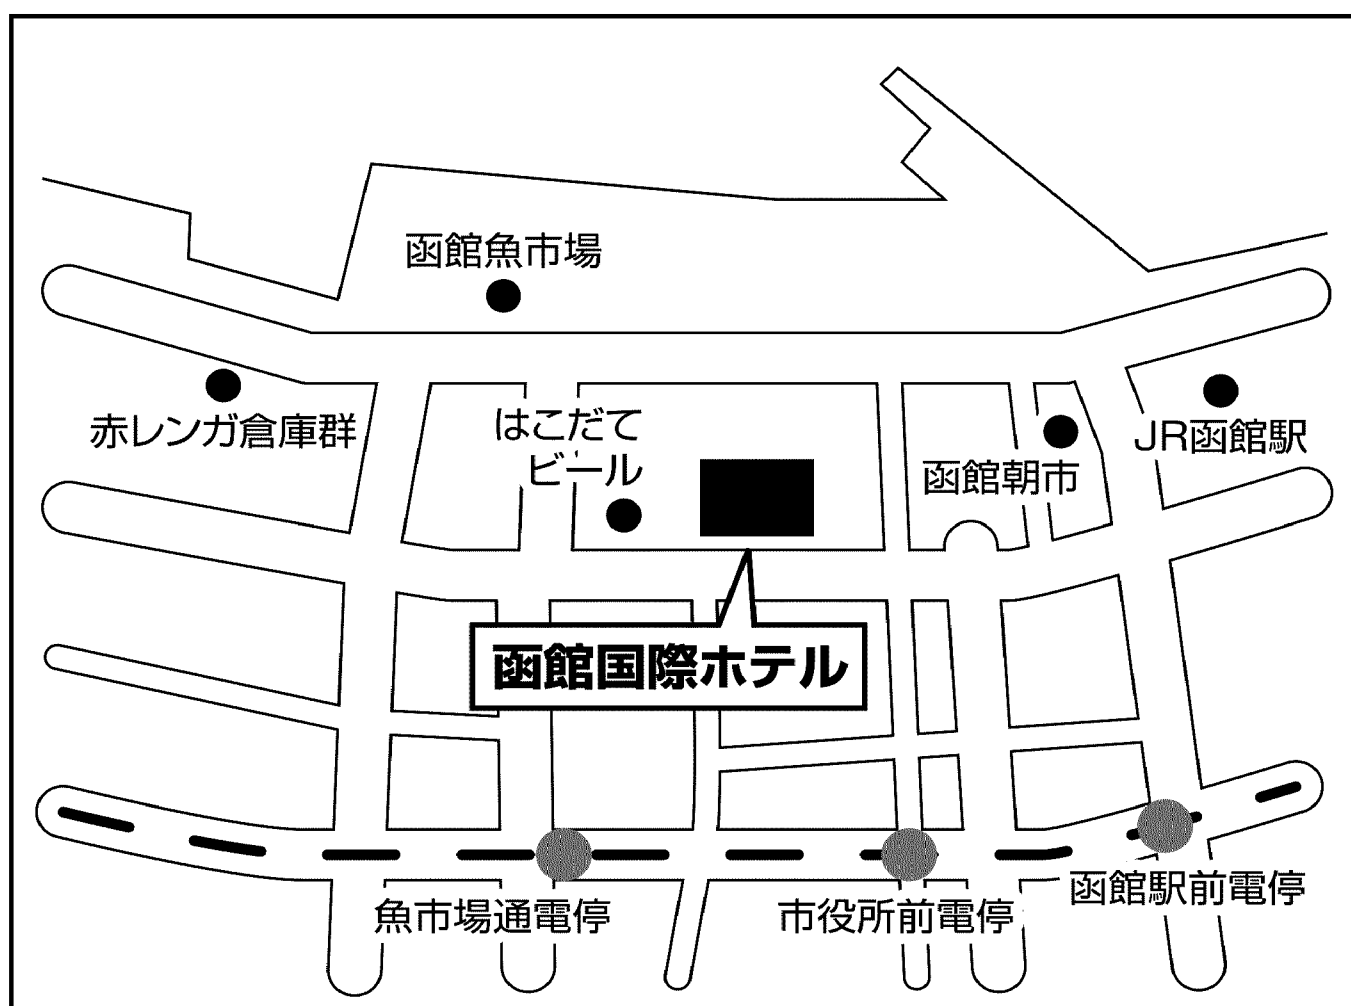 函館魚市場
赤レンガ倉庫群
はこだて
ビール
函館朝市
JR函館駅
函館国際ホテル
魚市場通電停
市役所前電停
函館駅前電停